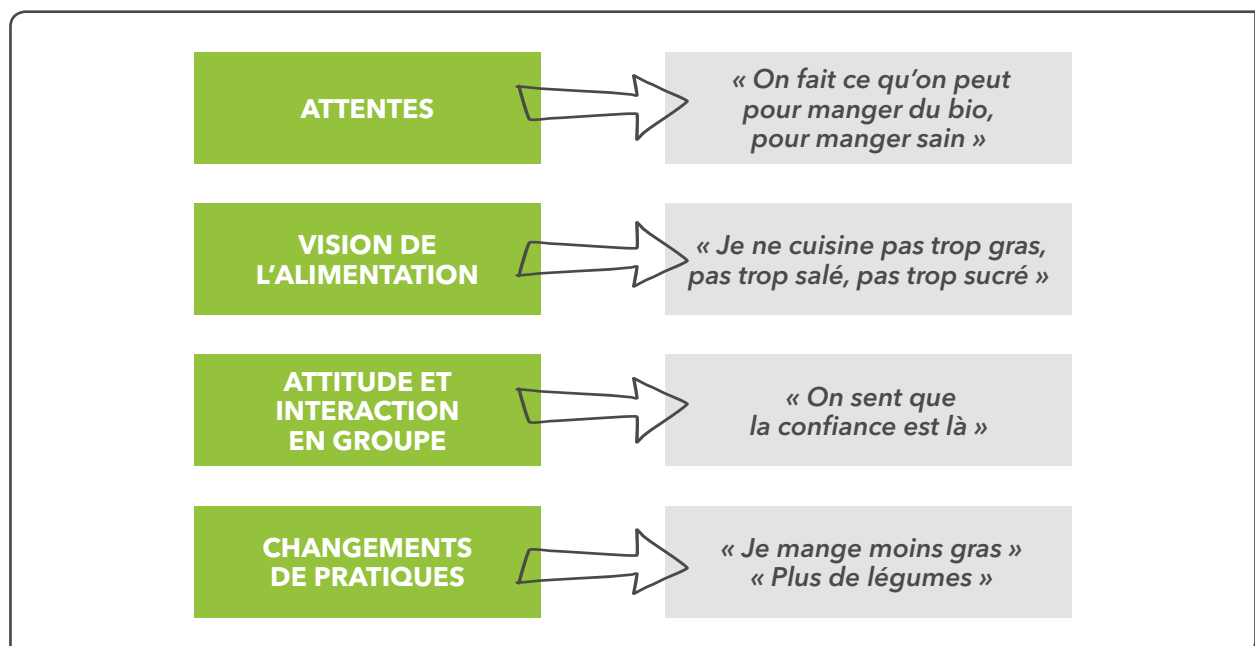 ATTENTES
« On fait ce qu’on peut
pour manger du bio,
pour manger sain »
VISION DE
L’ALIMENTATION
« Je ne cuisine pas trop gras,
pas trop salé, pas trop sucré »
ATTITUDE ET
INTERACTION
EN GROUPE
« On sent que
la confiance est là »
CHANGEMENTS
DE PRATIQUES
« Je mange moins gras »
« Plus de légumes »